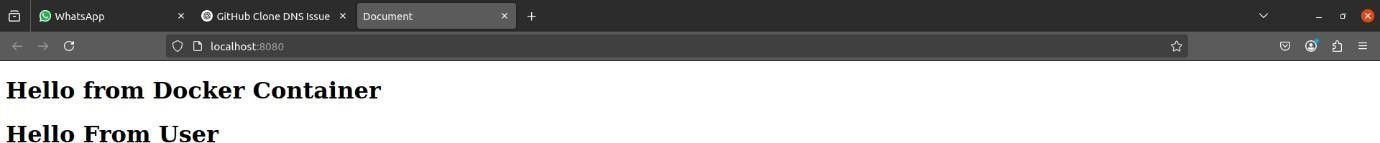 WhatsApp
GitHub Clone DNS Issue
Document
localhost:8080
Hello from Docker Container
Hello From User